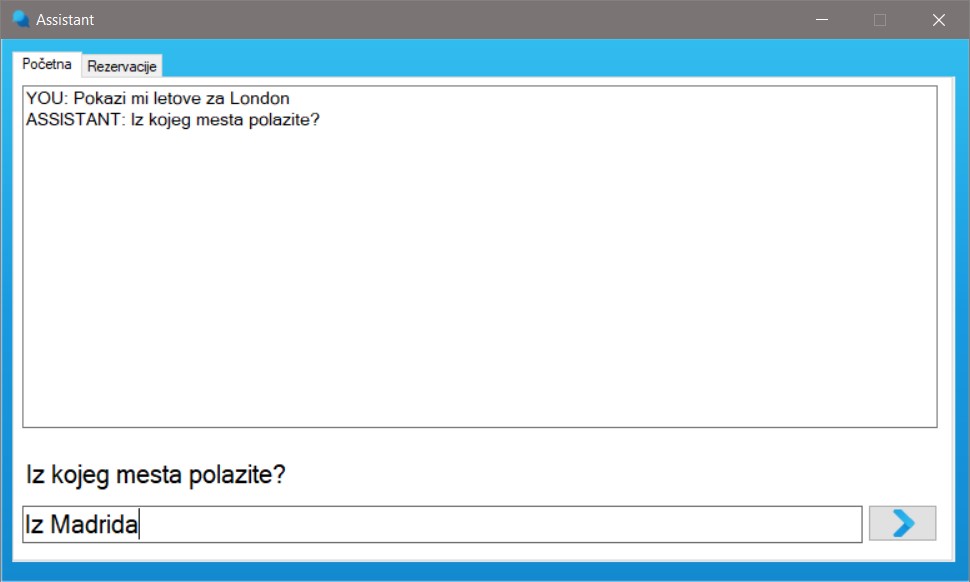 Assistant
Početna
Rezervacije
YOU: Pokazi mi letove za London
ASSISTANT: Iz kojeg mesta polazite?
Iz kojeg mesta polazite?
Iz Madrida